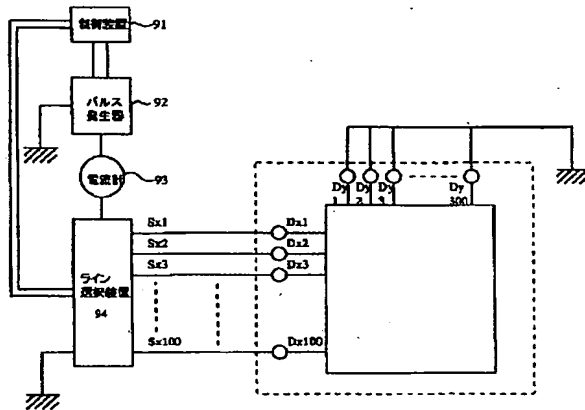 制御装置
91
パルス
発生器
92
電流計
93
ライン
選択装置
94
Sx1
Sx2
Sx3
Sx100
Dx1
Dx2
Dx3
Dx100
Dy
1
Dy
2
Dy
3
Dy
300